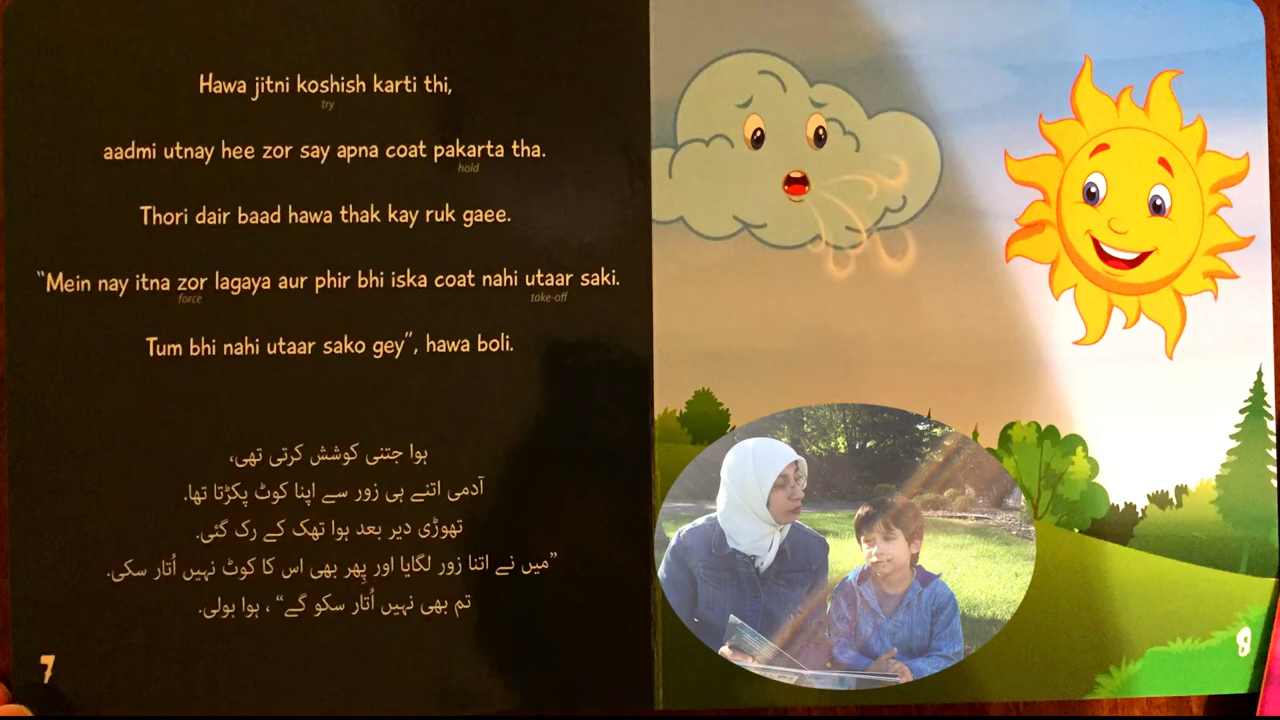 Hawa jitni koshish karti thi,
try
aadmi utnay hee zor say apna coat pakarta tha.
hold
Thori dair baad hawa thak kay ruk gaee.
"Mein nay itna zor lagaya aur phir bhi iska coat nahi utaar saki.
force take-off
Tum bhi nahi utaar sako gey", hawa boli.
ہوا جتنی کوشش کرتی تھی،
آدمی اتنے ہی زور سے اپنا کوٹ پکڑتا تھا.
تھوڑی دیر بعد ہوا تھک کے رک گئی.
”میں نے اتنا زور لگایا اور پِھر بھی اس کا کوٹ نہیں اُتار سکی.
تم بھی نہیں اُتار سکو گے“ ، ہوا بولی.
7
8